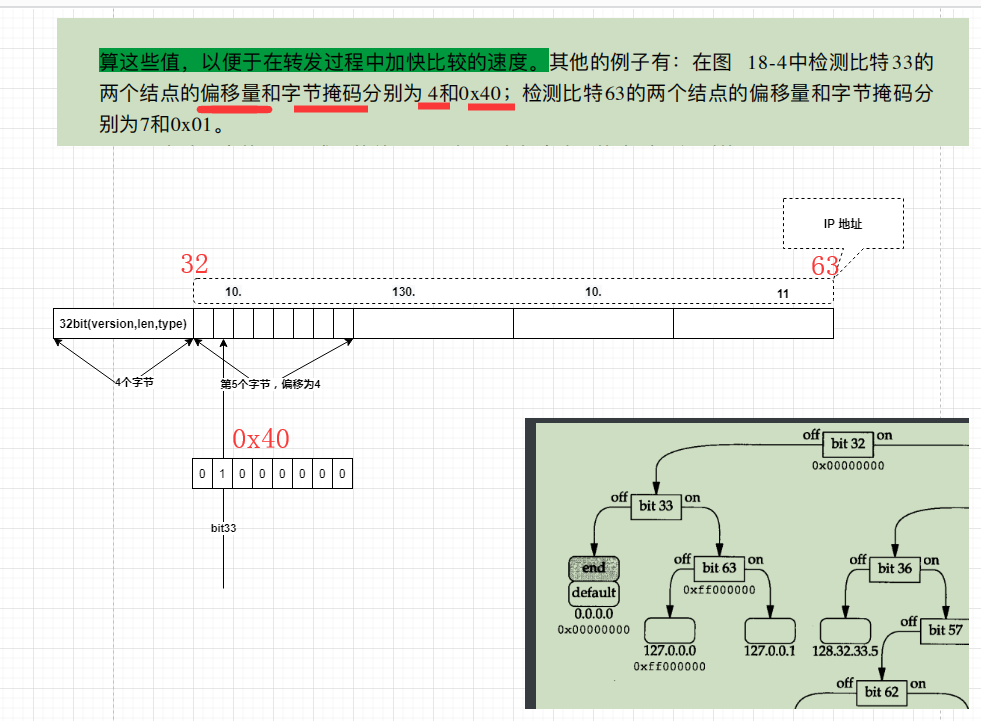 算这些值，以便于在转发过程中加快比较的速度。其他的例子有：在图 18-4中检测比特33的
两个结点的偏移量和字节掩码分别为 4和0x40；检测比特63的两个结点的偏移量和字节掩码分
别为7和0x01。
IP 地址
32
63
10.
130.
10.
11
32bit(version,len,type)
4个字节
第5个字节，偏移为4
0x40
0 1 0 0 0 0 0 0
bit33
off bit 32 on
0x00000000
off bit 33 on
end
default
0.0.0.0
0x00000000
off bit 63 on
0xff000000
127.0.0.0
0xff000000
127.0.0.1
off bit 36 on
128.32.33.5
off bit 57
off bit 62 on